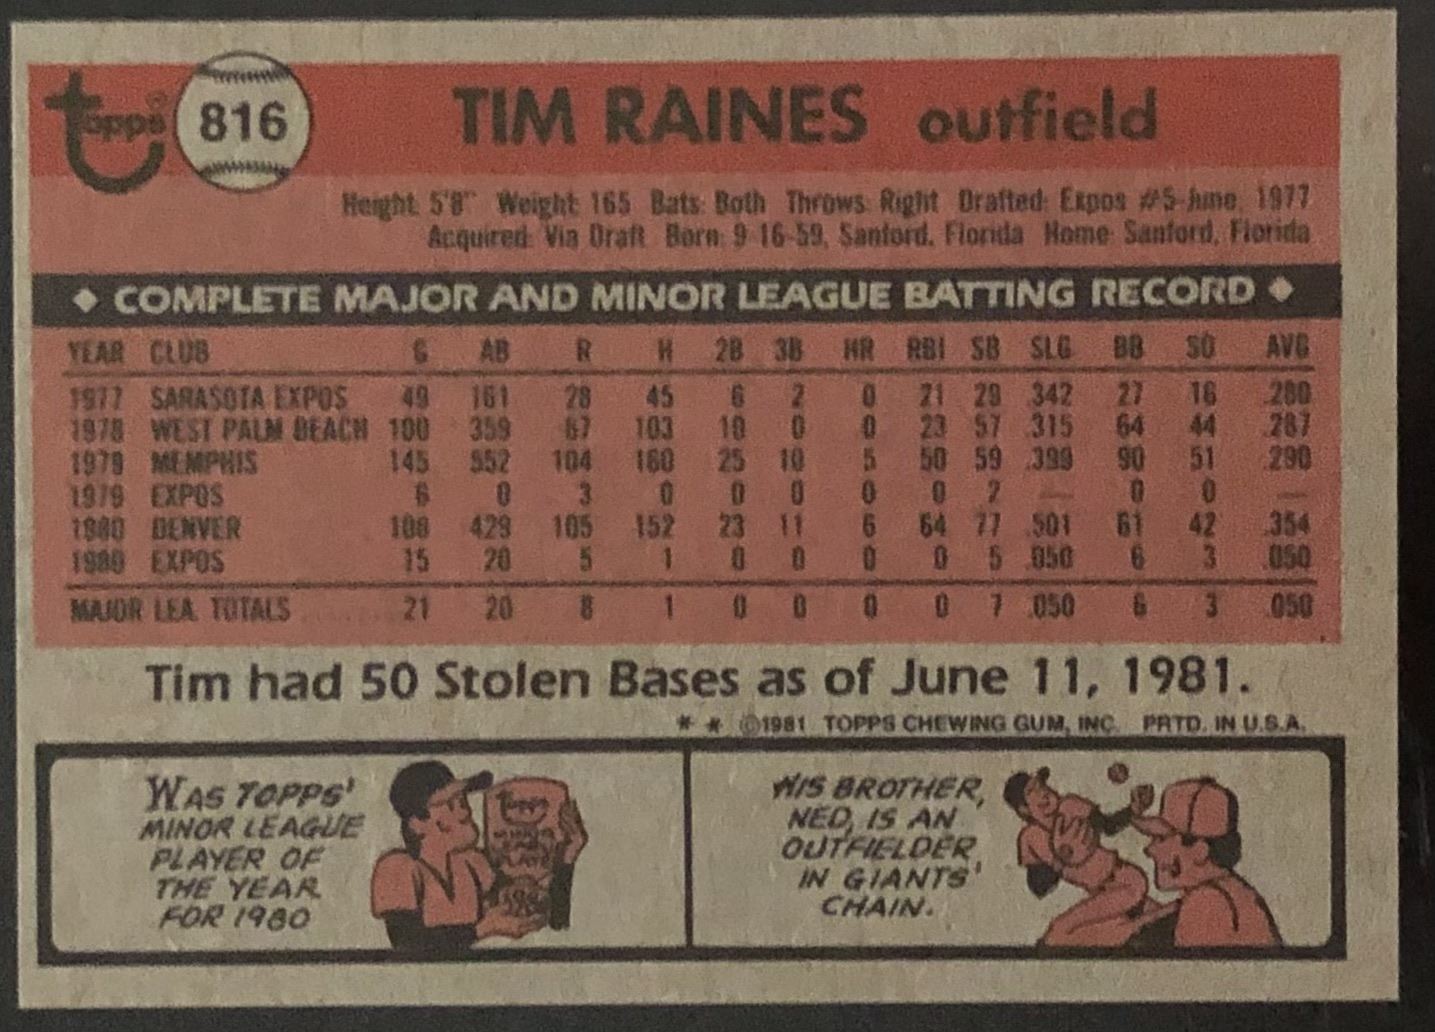 topps® 816 TIM RAINES outfield
Height: 5'8" Weight: 165 Bats: Both Throws: Right Drafted: Expos #5-June, 1977
Acquired: Via Draft Born: 9-16-59, Sanford, Florida Home: Sanford, Florida
◆ COMPLETE MAJOR AND MINOR LEAGUE BATTING RECORD ◆
YEAR CLUB G AB R H 2B 3B HR RBI SB SLG BB SO AVG
1977 SARASOTA EXPOS 49 161 28 45 6 2 0 21 29 .342 27 16 .280
1978 WEST PALM BEACH 100 359 67 103 10 0 0 23 57 .315 64 44 .287
1979 MEMPHIS 145 552 104 160 25 10 5 50 59 .399 90 51 .290
1979 EXPOS 6 0 3 0 0 0 0 0 2 — 0 0 —
1980 DENVER 108 429 105 152 23 11 6 64 77 .501 61 42 .354
1980 EXPOS 15 20 5 1 0 0 0 0 5 .050 6 3 .050
MAJOR LEA. TOTALS 21 20 8 1 0 0 0 0 7 .050 6 3 .050
Tim had 50 Stolen Bases as of June 11, 1981.
* * ©1981 TOPPS CHEWING GUM, INC. PRTD. IN U.S.A.
WAS TOPPS'
MINOR LEAGUE
PLAYER OF
THE YEAR
FOR 1980
Topps
HIS BROTHER,
NED, IS AN
OUTFIELDER
IN GIANTS'
CHAIN.